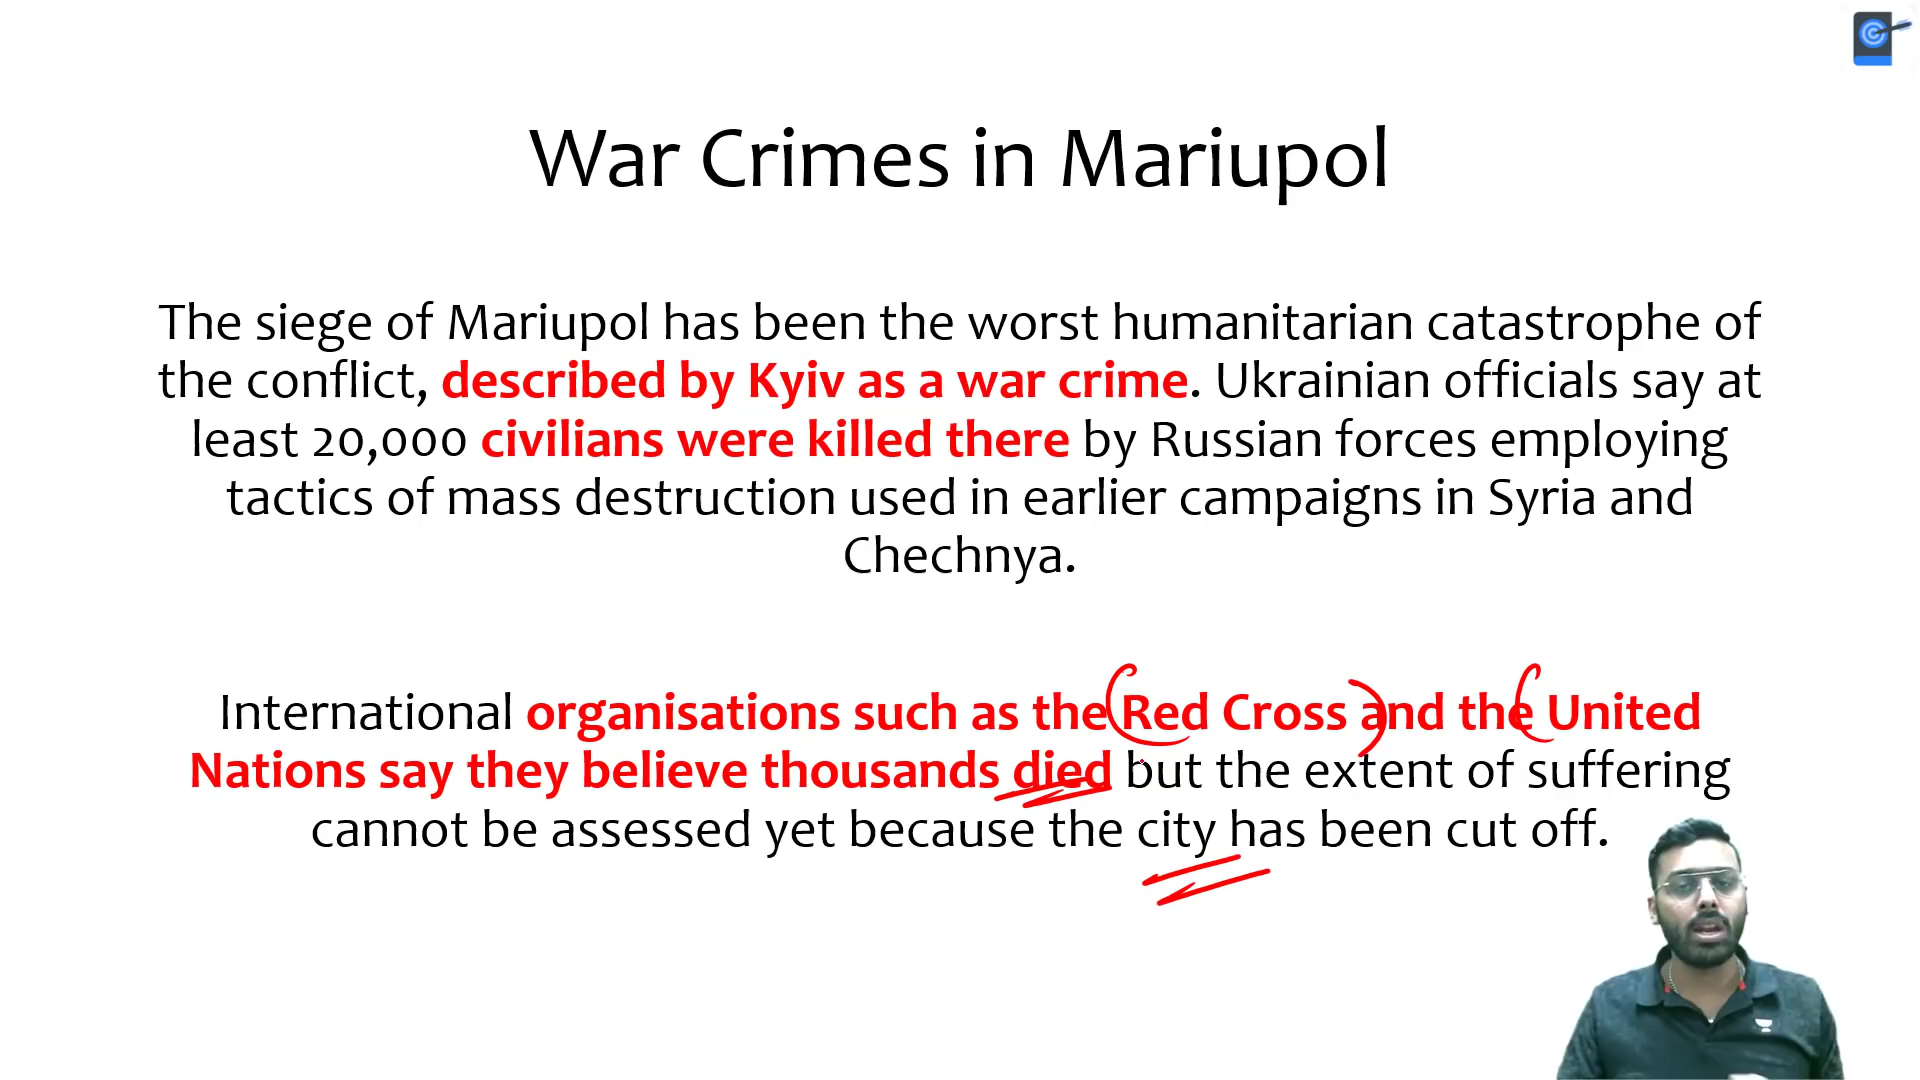 War Crimes in Mariupol
The siege of Mariupol has been the worst humanitarian catastrophe of
the conflict, described by Kyiv as a war crime. Ukrainian officials say at
least 20,000 civilians were killed there by Russian forces employing
tactics of mass destruction used in earlier campaigns in Syria and
Chechnya.
International organisations such as the Red Cross and the United
Nations say they believe thousands died but the extent of suffering
cannot be assessed yet because the city has been cut off.